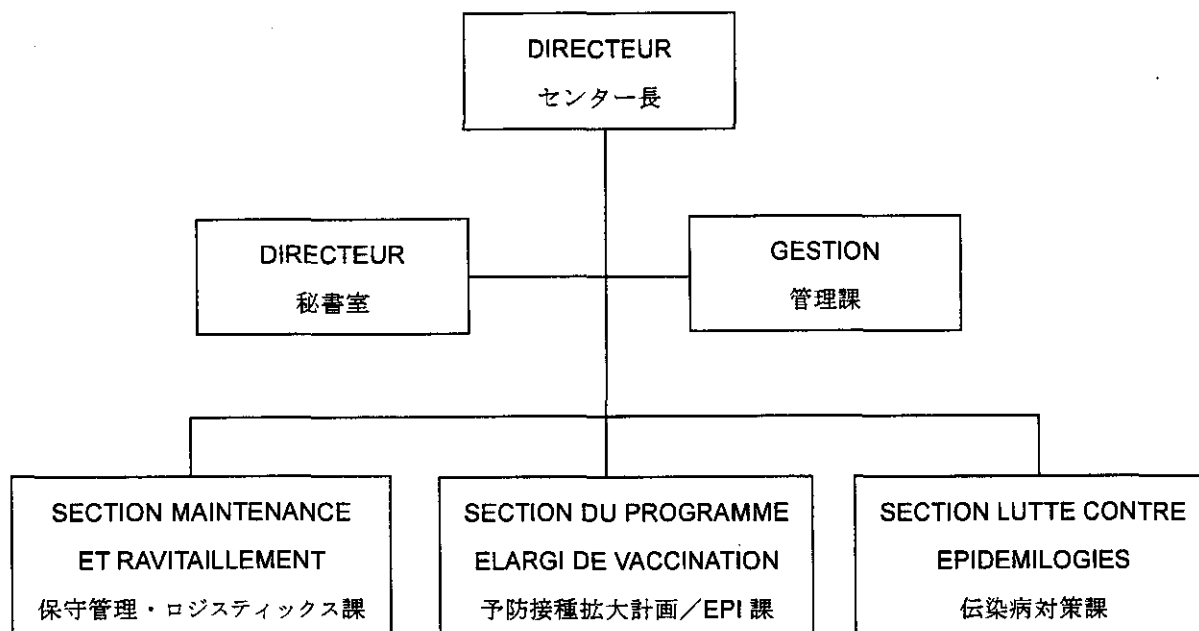 DIRECTEUR
センター長
DIRECTEUR
秘書室
GESTION
管理課
SECTION MAINTENANCE
ET RAVITAILLEMENT
保守管理・ロジスティックス課
SECTION DU PROGRAMME
ELARGI DE VACCINATION
予防接種拡大計画／EPI 課
SECTION LUTTE CONTRE
EPIDEMILOGIES
伝染病対策課